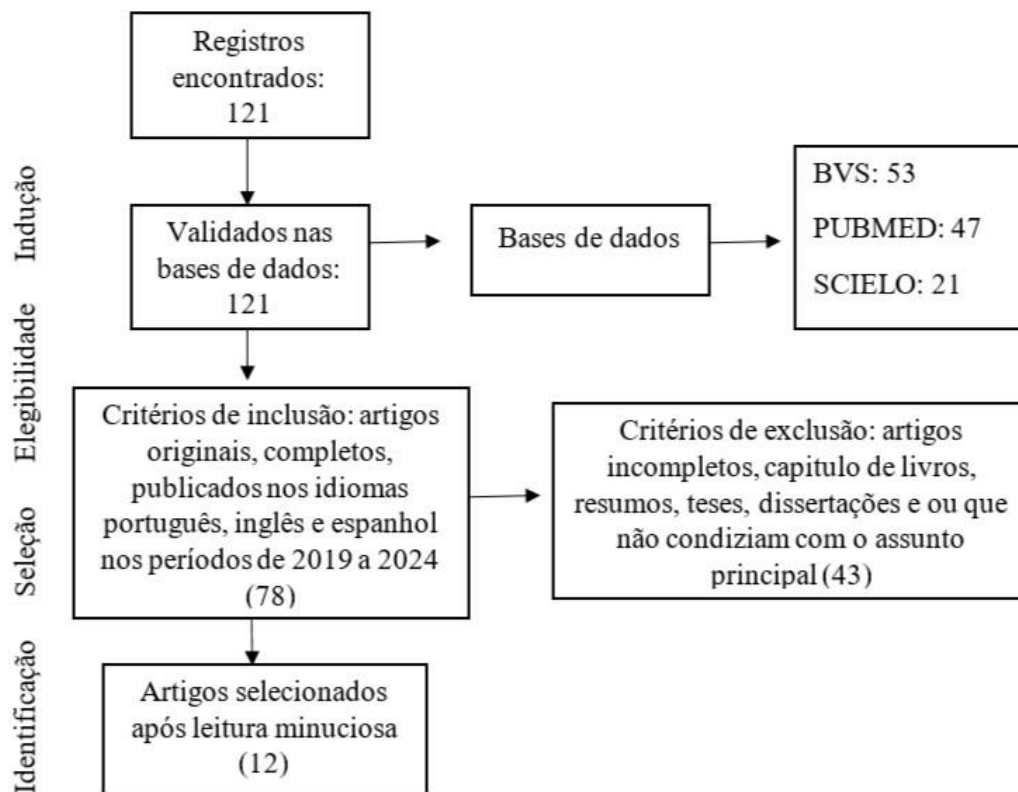 Registros
encontrados:
121
Indução
Validados nas
bases de dados:
121
Bases de dados
BVS: 53
PUBMED: 47
SCIELO: 21
Elegibilidade
Critérios de inclusão: artigos
originais, completos,
publicados nos idiomas
português, inglês e espanhol
nos períodos de 2019 a 2024
(78)
Critérios de exclusão: artigos
incompletos, capitulo de livros,
resumos, teses, dissertações e ou que
não condiziam com o assunto
principal (43)
Seleção
Identificação
Artigos selecionados
após leitura minuciosa
(12)